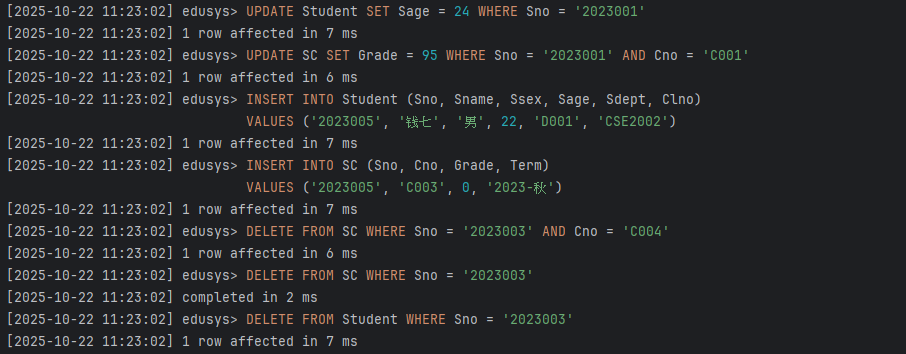 [2025-10-22 11:23:02] edusys> UPDATE Student SET Sage = 24 WHERE Sno = '2023001'
[2025-10-22 11:23:02] 1 row affected in 7 ms
[2025-10-22 11:23:02] edusys> UPDATE SC SET Grade = 95 WHERE Sno = '2023001' AND Cno = 'C001'
[2025-10-22 11:23:02] 1 row affected in 6 ms
[2025-10-22 11:23:02] edusys> INSERT INTO Student (Sno, Sname, Ssex, Sage, Sdept, Clno)
VALUES ('2023005', '钱七', '男', 22, 'D001', 'CSE2002')
[2025-10-22 11:23:02] 1 row affected in 7 ms
[2025-10-22 11:23:02] edusys> INSERT INTO SC (Sno, Cno, Grade, Term)
VALUES ('2023005', 'C003', 0, '2023-秋')
[2025-10-22 11:23:02] 1 row affected in 7 ms
[2025-10-22 11:23:02] edusys> DELETE FROM SC WHERE Sno = '2023003' AND Cno = 'C004'
[2025-10-22 11:23:02] 1 row affected in 6 ms
[2025-10-22 11:23:02] edusys> DELETE FROM SC WHERE Sno = '2023003'
[2025-10-22 11:23:02] completed in 2 ms
[2025-10-22 11:23:02] edusys> DELETE FROM Student WHERE Sno = '2023003'
[2025-10-22 11:23:02] 1 row affected in 7 ms